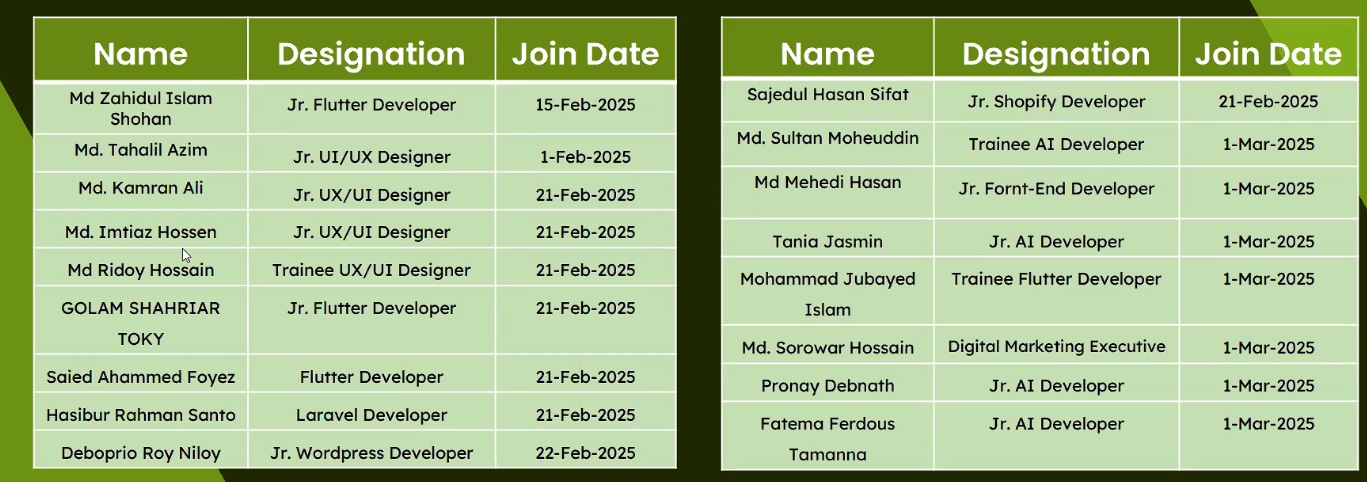 Name Designation Join Date
Md Zahidul Islam
Shohan
Jr. Flutter Developer 15-Feb-2025
Md. Tahalil Azim Jr. UI/UX Designer 1-Feb-2025
Md. Kamran Ali Jr. UX/UI Designer 21-Feb-2025
Md. Imtiaz Hossen Jr. UX/UI Designer 21-Feb-2025
Md Ridoy Hossain Trainee UX/UI Designer 21-Feb-2025
GOLAM SHAHRIAR Jr. Flutter Developer 21-Feb-2025
TOKY
Saied Ahammed Foyez Flutter Developer 21-Feb-2025
Hasibur Rahman Santo Laravel Developer 21-Feb-2025
Deboprio Roy Niloy Jr. Wordpress Developer 22-Feb-2025
Name Designation Join Date
Sajedul Hasan Sifat Jr. Shopify Developer 21-Feb-2025
Md. Sultan Moheuddin Trainee AI Developer 1-Mar-2025
Md Mehedi Hasan Jr. Fornt-End Developer 1-Mar-2025
Tania Jasmin Jr. AI Developer 1-Mar-2025
Mohammad Jubayed Trainee Flutter Developer 1-Mar-2025
Islam
Md. Sorowar Hossain Digital Marketing Executive 1-Mar-2025
Pronay Debnath Jr. AI Developer 1-Mar-2025
Fatema Ferdous Jr. AI Developer 1-Mar-2025
Tamanna